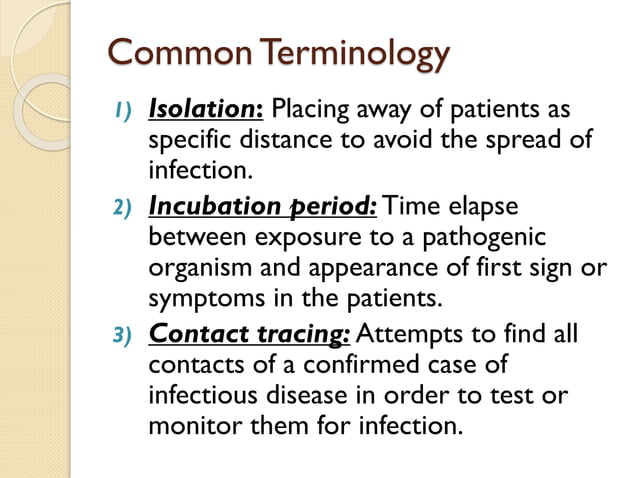 Common Terminology
1) Isolation: Placing away of patients as
specific distance to avoid the spread of
infection.
2) Incubation period: Time elapse
between exposure to a pathogenic
organism and appearance of first sign or
symptoms in the patients.
3) Contact tracing: Attempts to find all
contacts of a confirmed case of
infectious disease in order to test or
monitor them for infection.